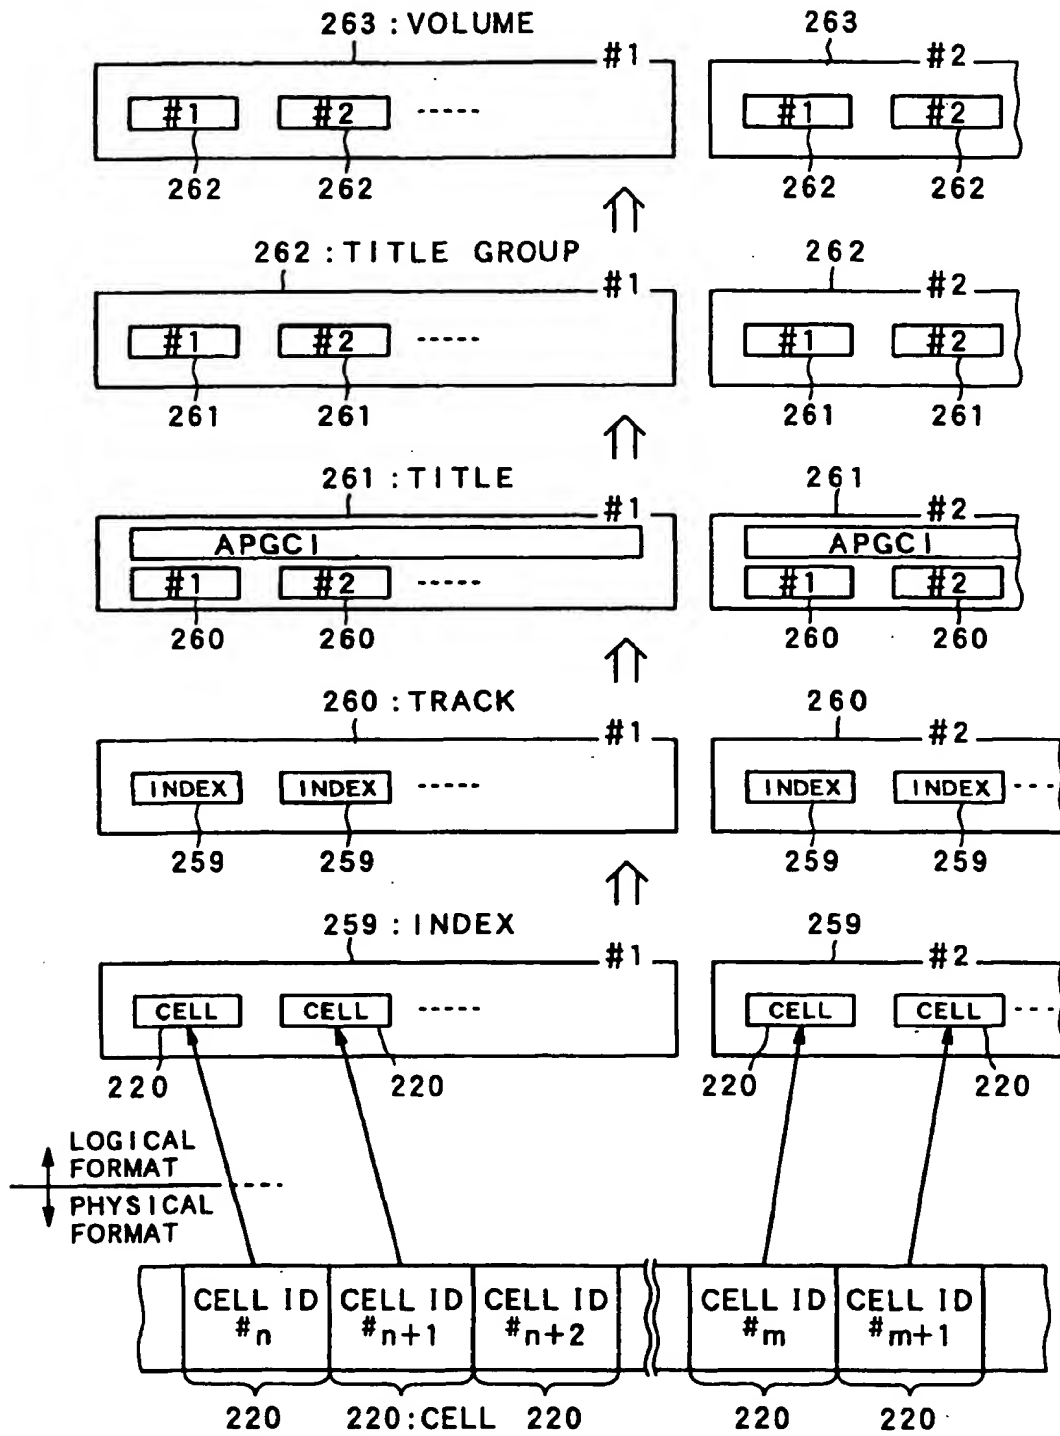 263 : VOLUME
263
#1
#2
#1
#2
-----
#1
#2
262
262
262
262
262 : TITLE GROUP
262
#1
#2
#1
#2
-----
#1
#2
261
261
261
261
261 : TITLE
261
#1
#2
APGCI
APGCI
#1
#2
-----
#1
#2
260
260
260
260
260 : TRACK
260
#1
#2
INDEX
INDEX
-----
INDEX
INDEX
---
259
259
259
259
259 : INDEX
259
#1
#2
CELL
CELL
-----
CELL
CELL
---
220
220
220
220
LOGICAL
FORMAT
----
PHYSICAL
FORMAT
CELL ID
#n
CELL ID
#n+1
CELL ID
#n+2
CELL ID
#m
CELL ID
#m+1
220
220:CELL
220
220
220